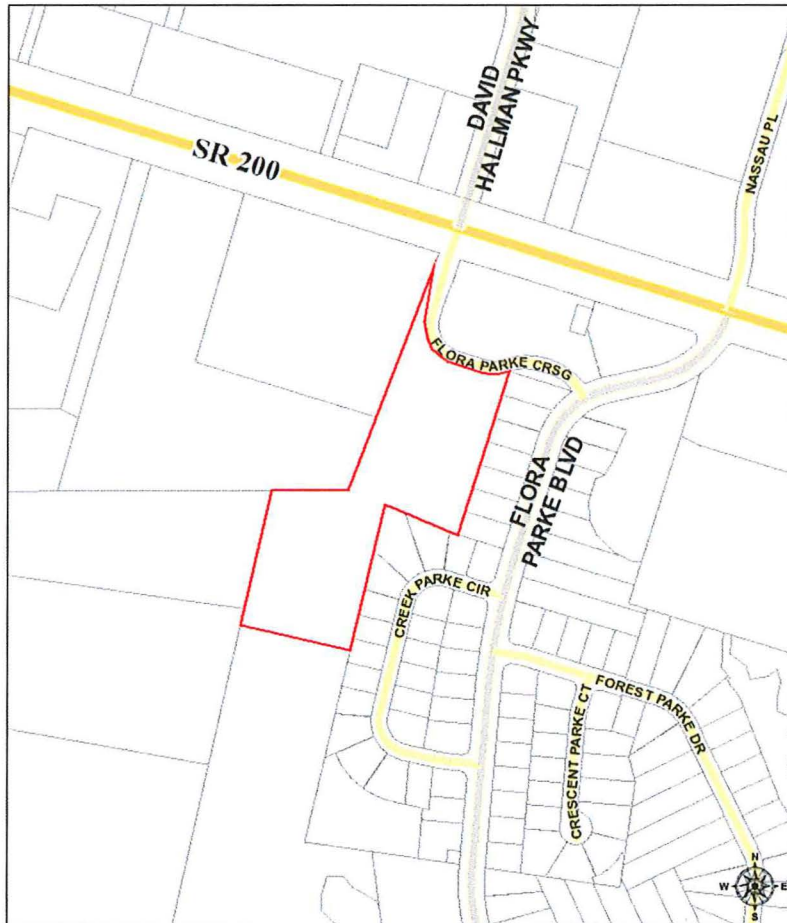 DAVID
HALLMAN PKWY
NASSAU PL
SR 200
FLORA PARKE CRSG
FLORA
PARKE BLVD
CREEK PARKE CIR
FOREST PARKE DR
CRESCENT PARKE CT
N
W
E
S